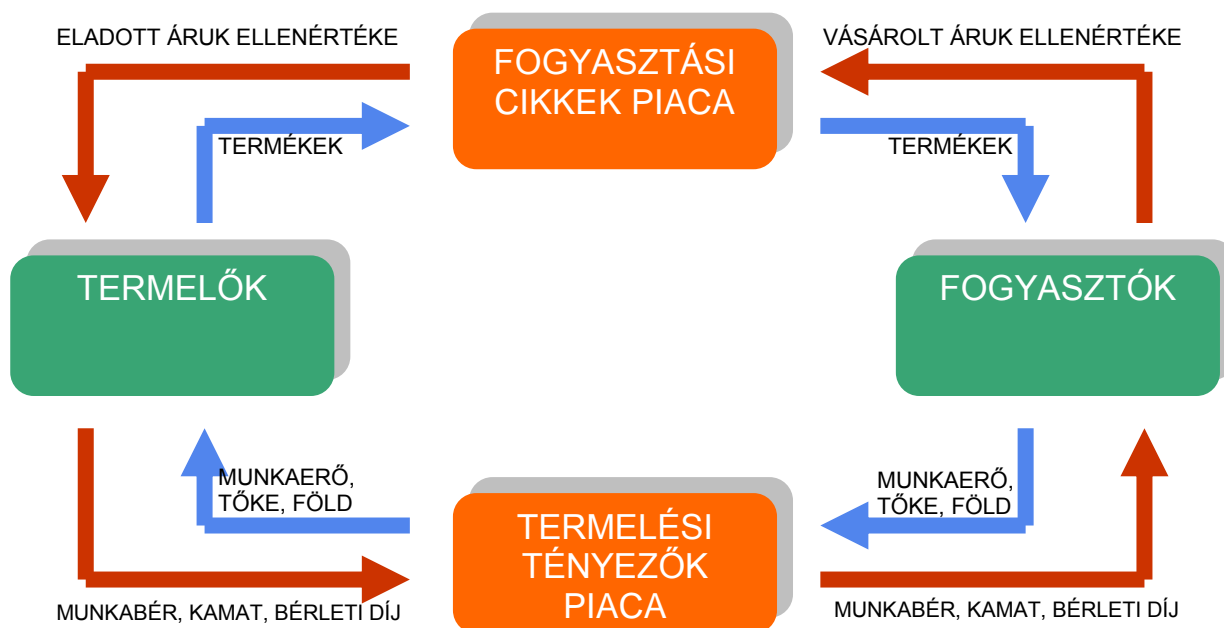 ELADOTT ÁRUK ELLENÉRTÉKE
FOGYASZTÁSI
CIKKEK PIACA
VÁSÁROLT ÁRUK ELLENÉRTÉKE
TERMÉKEK
TERMÉKEK
TERMELŐK
FOGYASZTÓK
MUNKAERŐ,
TŐKE, FÖLD
MUNKAERŐ,
TŐKE, FÖLD
TERMELÉSI
TÉNYEZŐK
PIACA
MUNKABÉR, KAMAT, BÉRLETI DÍJ
MUNKABÉR, KAMAT, BÉRLETI DÍJ